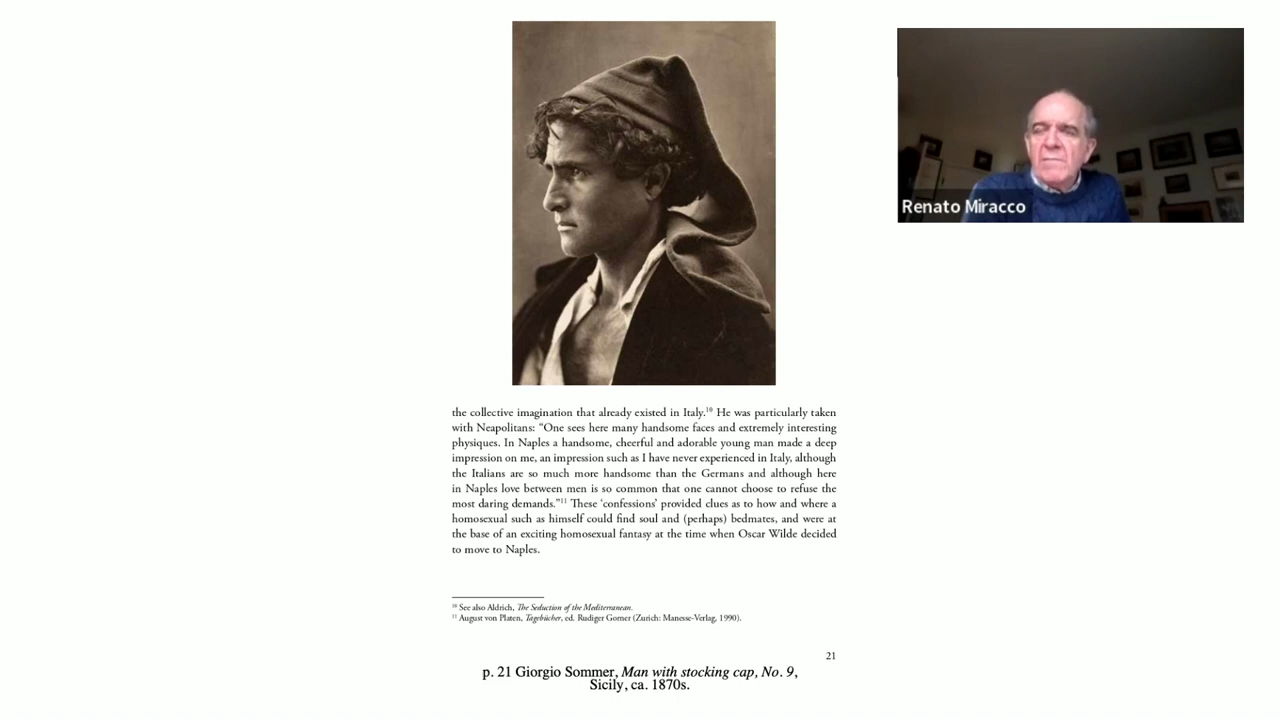 Renato Miracco
the collective imagination that already existed in Italy.¹⁰ He was particularly taken
with Neapolitans: “One sees here many handsome faces and extremely interesting
physiques. In Naples a handsome, cheerful and adorable young man made a deep
impression on me, an impression such as I have never experienced in Italy, although
the Italians are so much more handsome than the Germans and although here
in Naples love between men is so common that one cannot choose to refuse the
most daring demands.”¹¹ These ‘confessions’ provided clues as to how and where a
homosexual such as himself could find soul and (perhaps) bedmates, and were at
the base of an exciting homosexual fantasy at the time when Oscar Wilde decided
to move to Naples.
¹⁰ See also Aldrich, The Seduction of the Mediterranean.
¹¹ August von Platen, Tagebücher, ed. Rudiger Gorner (Zurich: Manesse-Verlag, 1990).
21
p. 21 Giorgio Sommer, Man with stocking cap, No. 9,
Sicily, ca. 1870s.